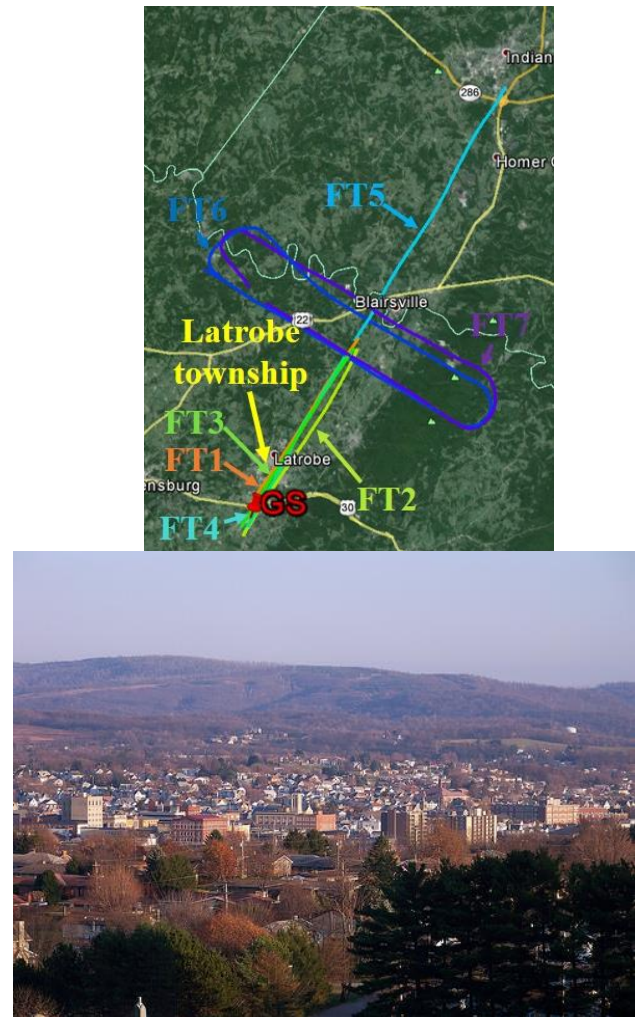 Indian
286
Homer
FT5
FT6
Blairsville
22
FT7
Latrobe
township
FT3
Latrobe
FT1
ensburg
GS
FT2
30
FT4